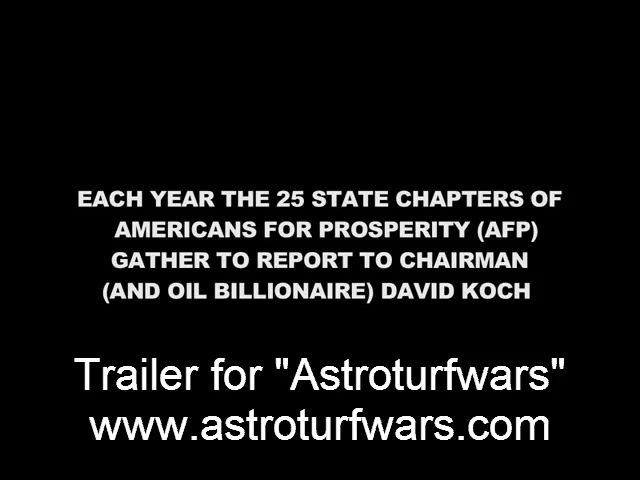 EACH YEAR THE 25 STATE CHAPTERS OF
AMERICANS FOR PROSPERITY (AFP)
GATHER TO REPORT TO CHAIRMAN
(AND OIL BILLIONAIRE) DAVID KOCH
Trailer for "Astroturfwars"
www.astroturfwars.com